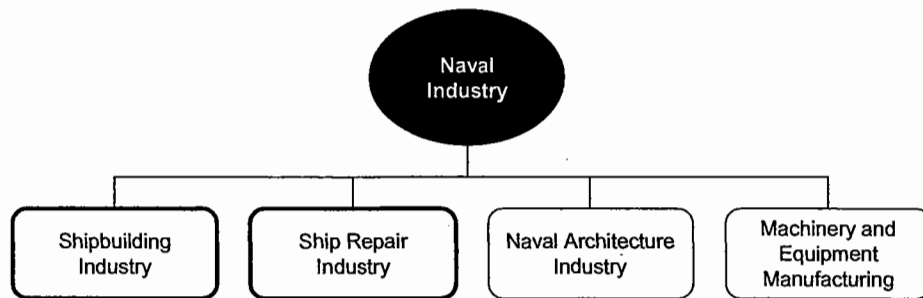 Naval
Industry
Shipbuilding
Industry
Ship Repair
Industry
Naval Architecture
Industry
Machinery and
Equipment
Manufacturing